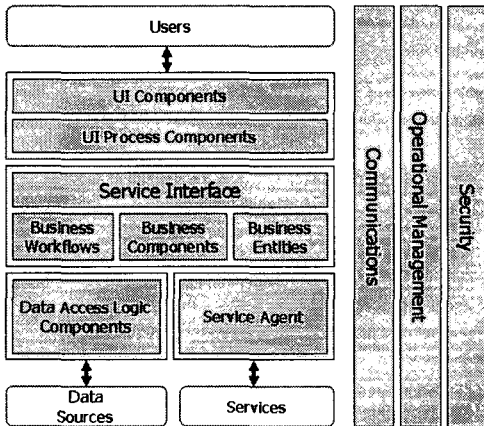 Users
UI Components
UI Process Components
Service Interface
Business
Workflows
Business
Components
Business
Entities
Data Access Logic
Components
Service Agent
Data
Sources
Services
Communications
Operational Management
Security